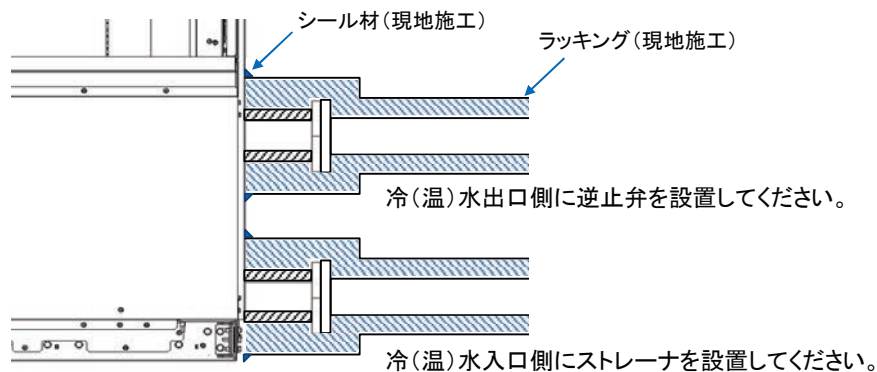 シール材（現地施工）
ラッキング（現地施工）
冷（温）水出口側に逆止弁を設置してください。
冷（温）水入口側にストレーナを設置してください。